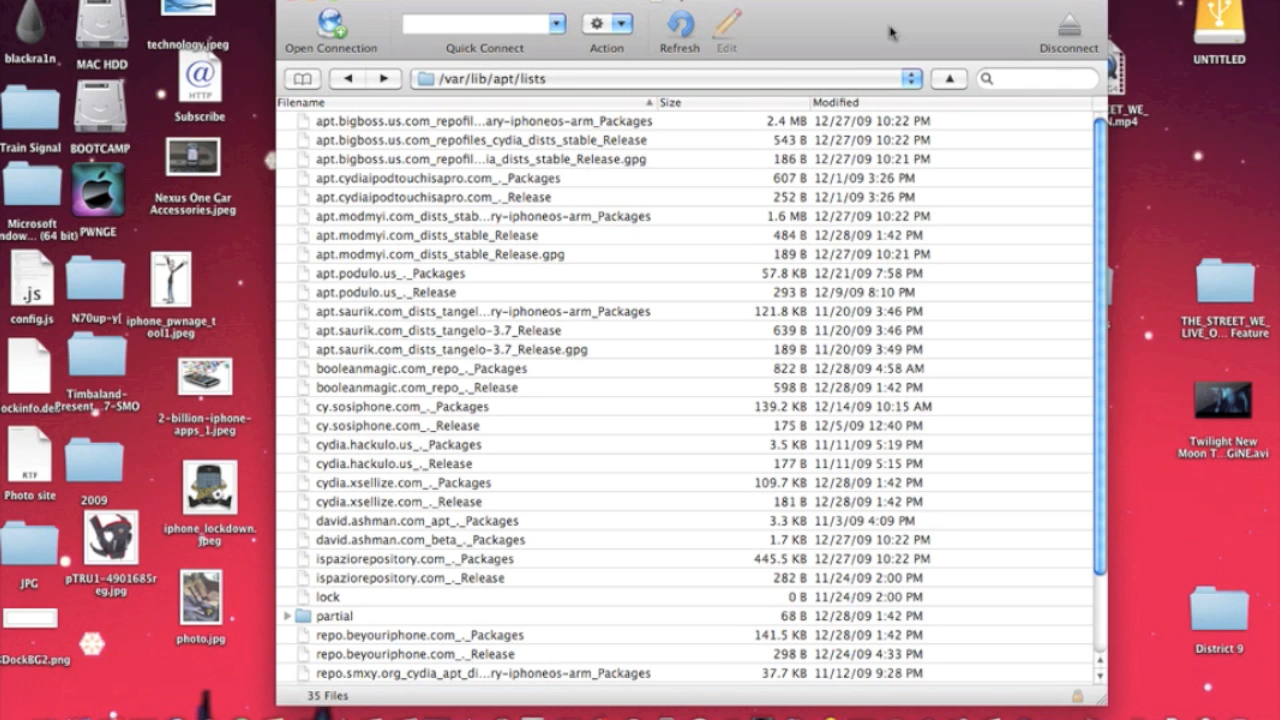 Open Connection
Quick Connect
Action
Refresh
Edit
Disconnect
/var/lib/apt/lists
Filename Size Modified
apt.bigboss.us.com_repofil...ary-iphoneos-arm_Packages 2.4 MB 12/27/09 10:22 PM
apt.bigboss.us.com_repofiles_cydia_dists_stable_Release 543 B 12/27/09 10:22 PM
apt.bigboss.us.com_repofil...ia_dists_stable_Release.gpg 186 B 12/27/09 10:21 PM
apt.cydiaipodtouchisapro.com_._Packages 607 B 12/1/09 3:26 PM
apt.cydiaipodtouchisapro.com_._Release 252 B 12/1/09 3:26 PM
apt.modmyi.com_dists_stab...ry-iphoneos-arm_Packages 1.6 MB 12/27/09 10:22 PM
apt.modmyi.com_dists_stable_Release 484 B 12/28/09 1:42 PM
apt.modmyi.com_dists_stable_Release.gpg 189 B 12/27/09 10:21 PM
apt.podulo.us_._Packages 57.8 KB 12/21/09 7:58 PM
apt.podulo.us_._Release 293 B 12/9/09 8:10 PM
apt.saurik.com_dists_tangel...ry-iphoneos-arm_Packages 121.8 KB 11/20/09 3:46 PM
apt.saurik.com_dists_tangelo-3.7_Release 639 B 11/20/09 3:46 PM
apt.saurik.com_dists_tangelo-3.7_Release.gpg 189 B 11/20/09 3:49 PM
booleanmagic.com_repo_._Packages 822 B 12/28/09 4:58 AM
booleanmagic.com_repo_._Release 598 B 12/28/09 1:42 PM
cy.sosiphone.com_._Packages 139.2 KB 12/14/09 10:15 AM
cy.sosiphone.com_._Release 175 B 12/5/09 12:40 PM
cydia.hackulo.us_._Packages 3.5 KB 11/11/09 5:19 PM
cydia.hackulo.us_._Release 177 B 11/11/09 5:15 PM
cydia.xsellize.com_._Packages 109.7 KB 12/28/09 1:42 PM
cydia.xsellize.com_._Release 181 B 12/28/09 1:42 PM
david.ashman.com_apt_._Packages 3.3 KB 11/3/09 4:09 PM
david.ashman.com_beta_._Packages 1.7 KB 12/27/09 10:22 PM
ispaziorepository.com_._Packages 445.5 KB 12/27/09 10:22 PM
ispaziorepository.com_._Release 282 B 11/24/09 2:00 PM
lock 0 B 11/24/09 2:00 PM
partial 68 B 12/28/09 1:42 PM
repo.beyouriphone.com_._Packages 141.5 KB 12/28/09 1:42 PM
repo.beyouriphone.com_._Release 298 B 12/24/09 4:33 PM
repo.smxy.org_cydia_apt_di...ry-iphoneos-arm_Packages 37.7 KB 11/12/09 9:28 PM
35 Files
blackra1n
MAC HDD
technology.jpeg
HTTP
Subscribe
Train Signal
BOOTCAMP
Nexus One Car
Accessories.jpeg
Microsoft
ndow... (64 bit)
PWNGE
.js
config.js
N70up-y[
iphone_pwnage_t
ool1.jpeg
ockinfo.de
Timbaland-
Present...7-SMO
2-billion-iphone-
apps_1.jpeg
RTF
Photo site
2009
iphone_lockdown.
jpeg
JPG
pTRU1-4901685r
eg.jpg
photo.jpg
DockBG2.png
UNTITLED
EET_WE_
N.mp4
THE_STREET_WE_
LIVE_O... Feature
Twilight New
Moon T...GiNE.avi
District 9